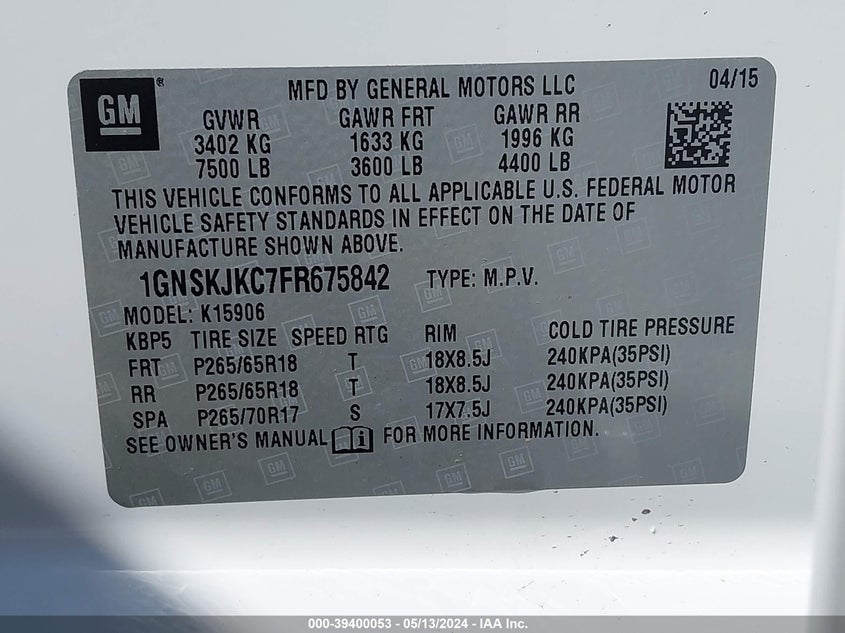 GM ® MFD BY GENERAL MOTORS LLC 04/15
GVWR GAWR FRT GAWR RR
3402 KG 1633 KG 1996 KG
7500 LB 3600 LB 4400 LB
THIS VEHICLE CONFORMS TO ALL APPLICABLE U.S. FEDERAL MOTOR
VEHICLE SAFETY STANDARDS IN EFFECT ON THE DATE OF
MANUFACTURE SHOWN ABOVE.
1GNSKJKC7FR675842 TYPE: M.P.V.
MODEL: K15906
KBP5 TIRE SIZE SPEED RTG RIM COLD TIRE PRESSURE
FRT P265/65R18 T 18X8.5J 240KPA(35PSI)
RR P265/65R18 T 18X8.5J 240KPA(35PSI)
SPA P265/70R17 S 17X7.5J 240KPA(35PSI)
SEE OWNER'S MANUAL FOR MORE INFORMATION.
000-39400053 - 05/13/2024 - IAA Inc.